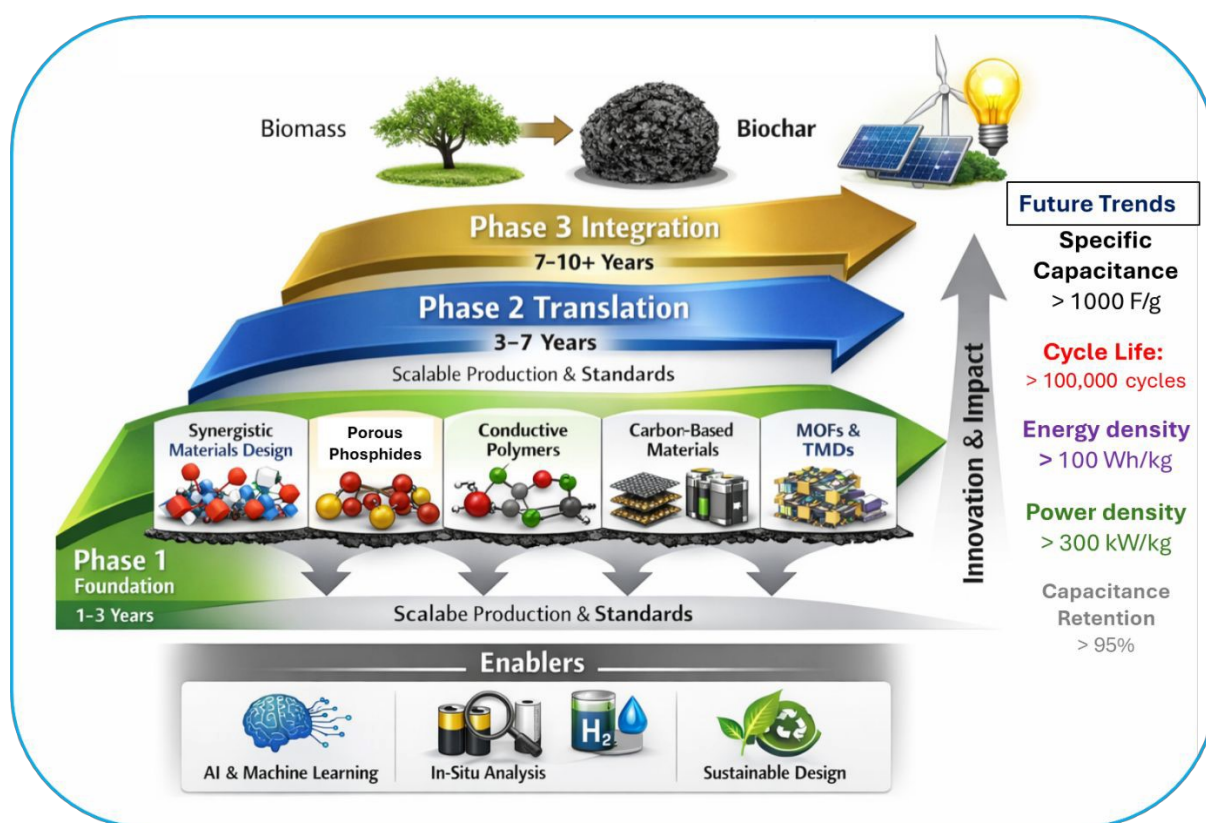 Biomass
Biochar
Phase 3 Integration
7–10+ Years
Phase 2 Translation
3–7 Years
Scalable Production & Standards
Synergistic
Materials Design
Porous
Phosphides
Conductive
Polymers
Carbon-Based
Materials
MOFs &
TMDs
Phase 1
Foundation
1–3 Years
Scalabe Production & Standards
Enablers
AI & Machine Learning
In-Situ Analysis
H2
Sustainable Design
Innovation & Impact
Future Trends
Specific
Capacitance
> 1000 F/g
Cycle Life:
> 100,000 cycles
Energy density
> 100 Wh/kg
Power density
> 300 kW/kg
Capacitance
Retention
> 95%